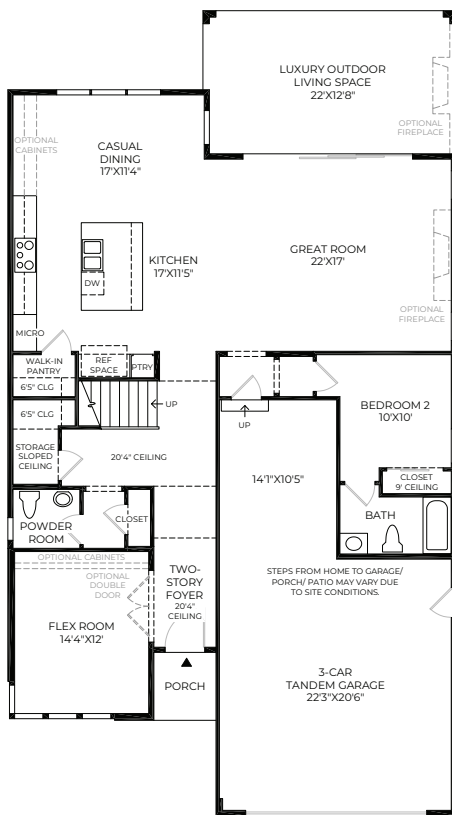 LUXURY OUTDOOR
LIVING SPACE
22'X12'8"
OPTIONAL
FIREPLACE
OPTIONAL
CABINETS
CASUAL
DINING
17'X11'4"
KITCHEN
17'X11'5"
DW
GREAT ROOM
22'X17'
OPTIONAL
FIREPLACE
MICRO
WALK-IN
PANTRY
6'5" CLG
REF
SPACE
PTRY
6'5" CLG
UP
STORAGE
SLOPED
CEILING
20'4" CEILING
UP
BEDROOM 2
10'X10'
14'1"X10'5"
CLOSET
9' CEILING
BATH
POWDER
ROOM
CLOSET
OPTIONAL CABINETS
OPTIONAL
DOUBLE
DOOR
TWO-
STORY
FOYER
20'4"
CEILING
STEPS FROM HOME TO GARAGE/
PORCH/ PATIO MAY VARY DUE
TO SITE CONDITIONS.
FLEX ROOM
14'4"X12'
PORCH
3-CAR
TANDEM GARAGE
22'3"X20'6"